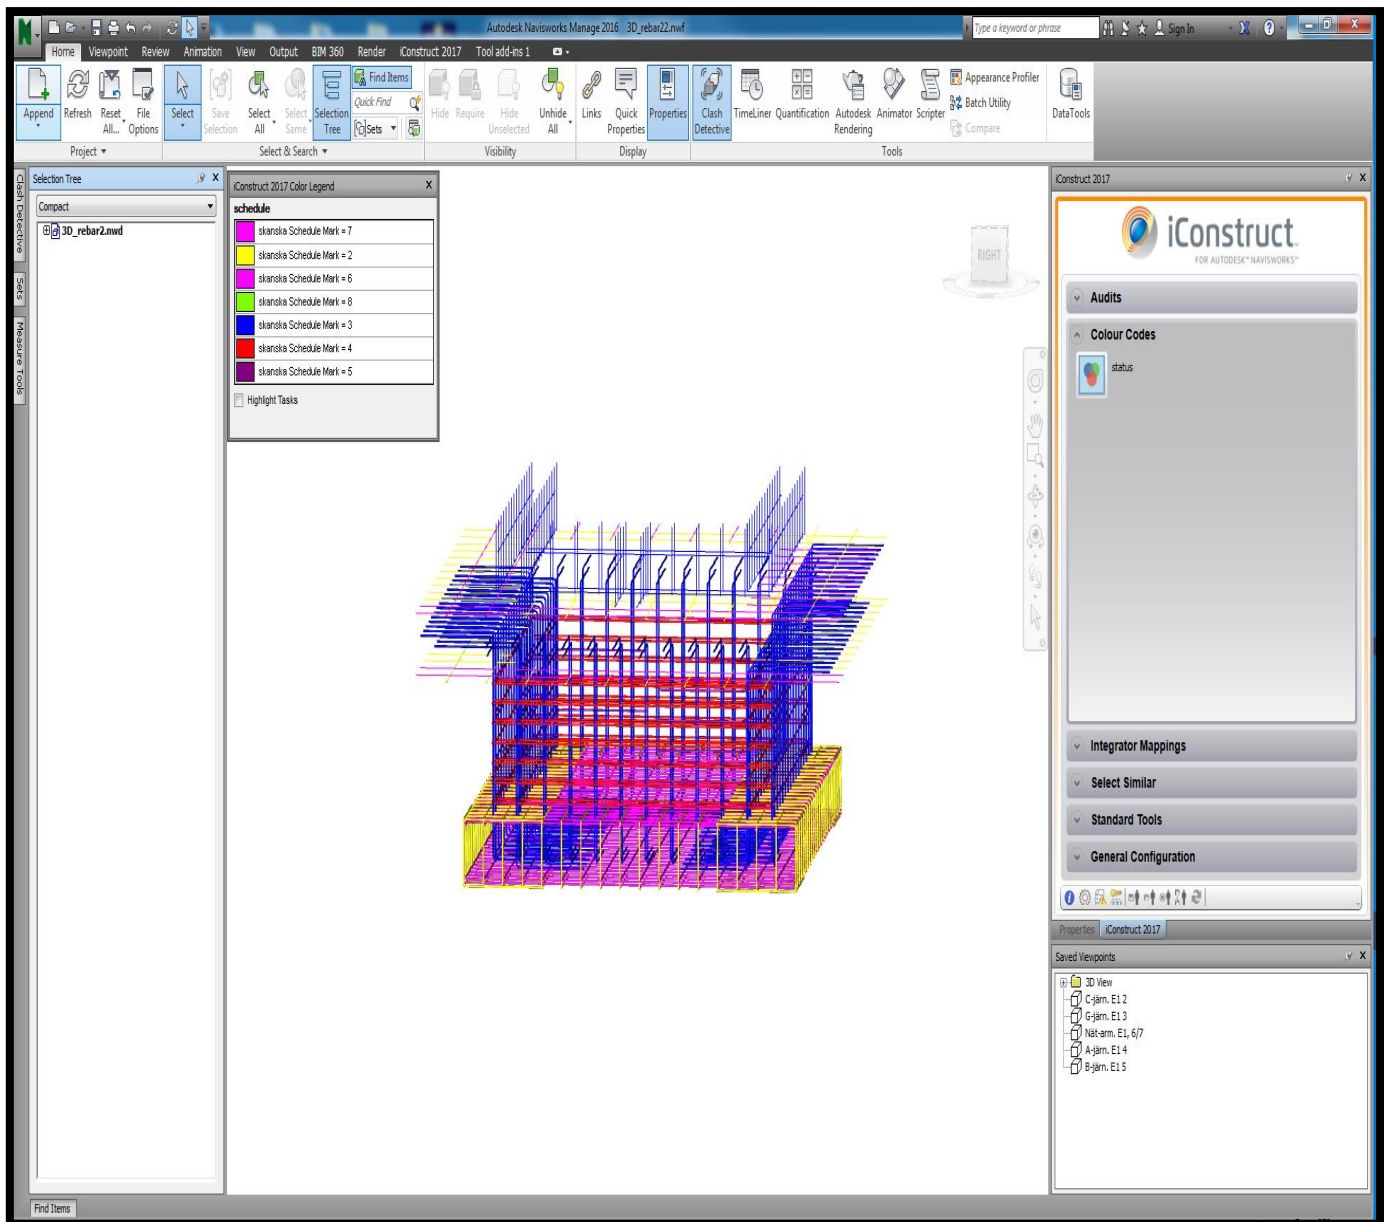 Autodesk Navisworks Manage 2016 3D_rebar22.nwf
Type a keyword or phrase
Sign In
Home Viewpoint Review Animation View Output BIM 360 Render iConstruct 2017 Tool add-ins 1
Append
Refresh
Reset All...
File Options
Project
Select
Save Selection
Select All
Select Same
Selection Tree
Find Items
Quick Find
Sets
Select & Search
Hide
Require
Hide Unselected
Unhide All
Visibility
Links
Quick Properties
Properties
Display
Clash Detective
TimeLiner
Quantification
Autodesk Rendering
Animator
Scripter
Appearance Profiler
Batch Utility
Compare
Tools
DataTools
Clash Detective
Sets
Measure Tools
Selection Tree
Compact
3D_rebar2.nwd
iConstruct 2017 Color Legend
schedule
skanska Schedule Mark = 7
skanska Schedule Mark = 2
skanska Schedule Mark = 6
skanska Schedule Mark = 8
skanska Schedule Mark = 3
skanska Schedule Mark = 4
skanska Schedule Mark = 5
Highlight Tasks
RIGHT
iConstruct 2017
iConstruct
FOR AUTODESK® NAVISWORKS®
Audits
Colour Codes
status
Integrator Mappings
Select Similar
Standard Tools
General Configuration
Properties iConstruct 2017
Saved Viewpoints
3D View
C-järn. E1 2
G-järn. E1 3
Nät-arm. E1, 6/7
A-järn. E1 4
B-järn. E1 5
Find Items